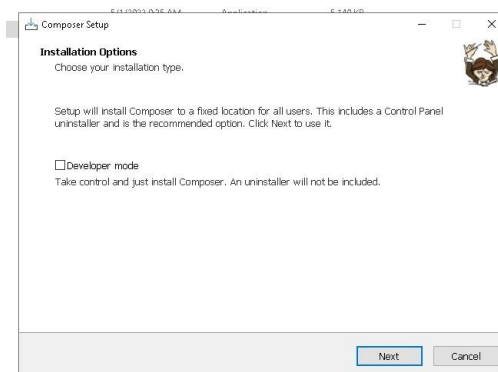 Composer Setup
Installation Options
Choose your installation type.
Setup will install Composer to a fixed location for all users. This includes a Control Panel
uninstaller and is the recommended option. Click Next to use it.
Developer mode
Take control and just install Composer. An uninstaller will not be included.
Next
Cancel